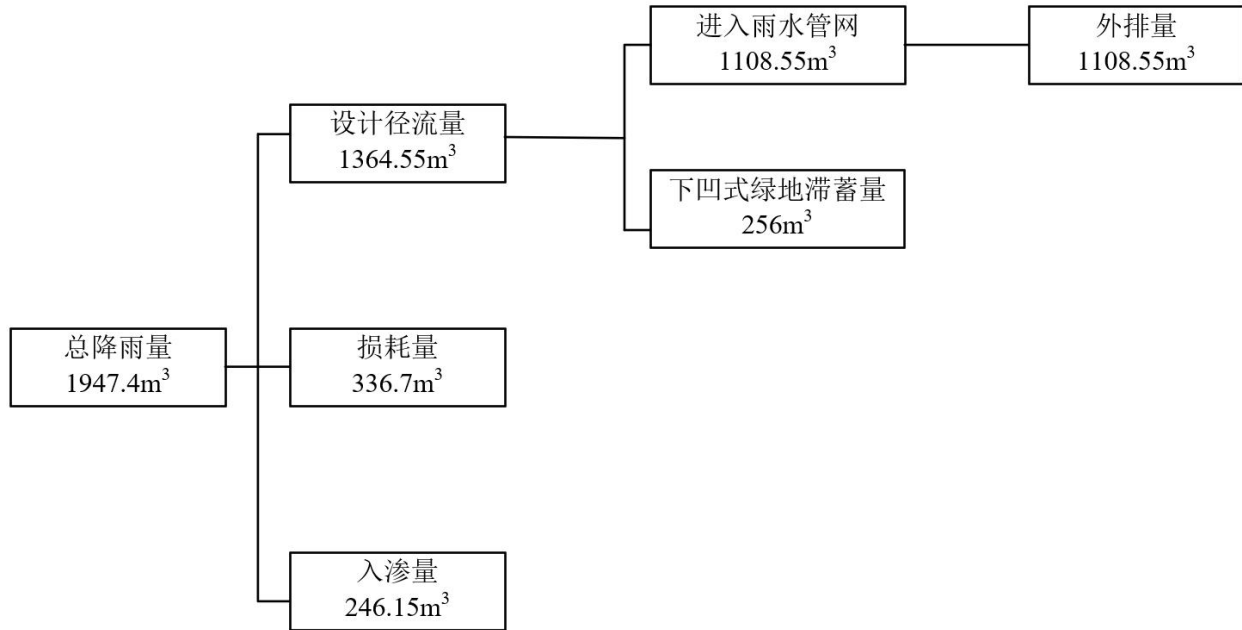 进入雨水管网
1108.55m³
外排量
1108.55m³
设计径流量
1364.55m³
下凹式绿地滞蓄量
256m³
总降雨量
1947.4m³
损耗量
336.7m³
入渗量
246.15m³